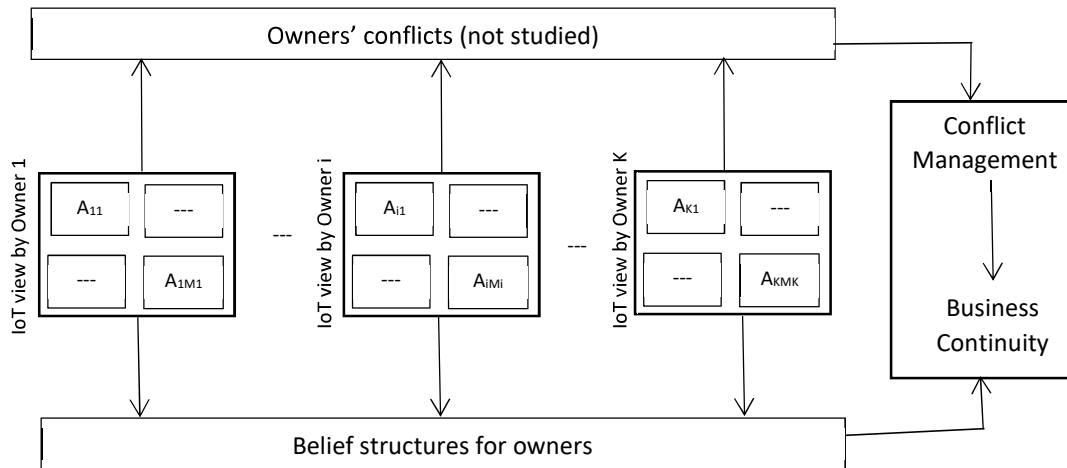 Owners' conflicts (not studied)
Conflict
Management
Business
Continuity
IoT view by Owner 1
A11
---
---
A1M1
---
IoT view by Owner i
Ai1
---
---
AiMi
---
IoT view by Owner K
AK1
---
---
AKMK
Belief structures for owners